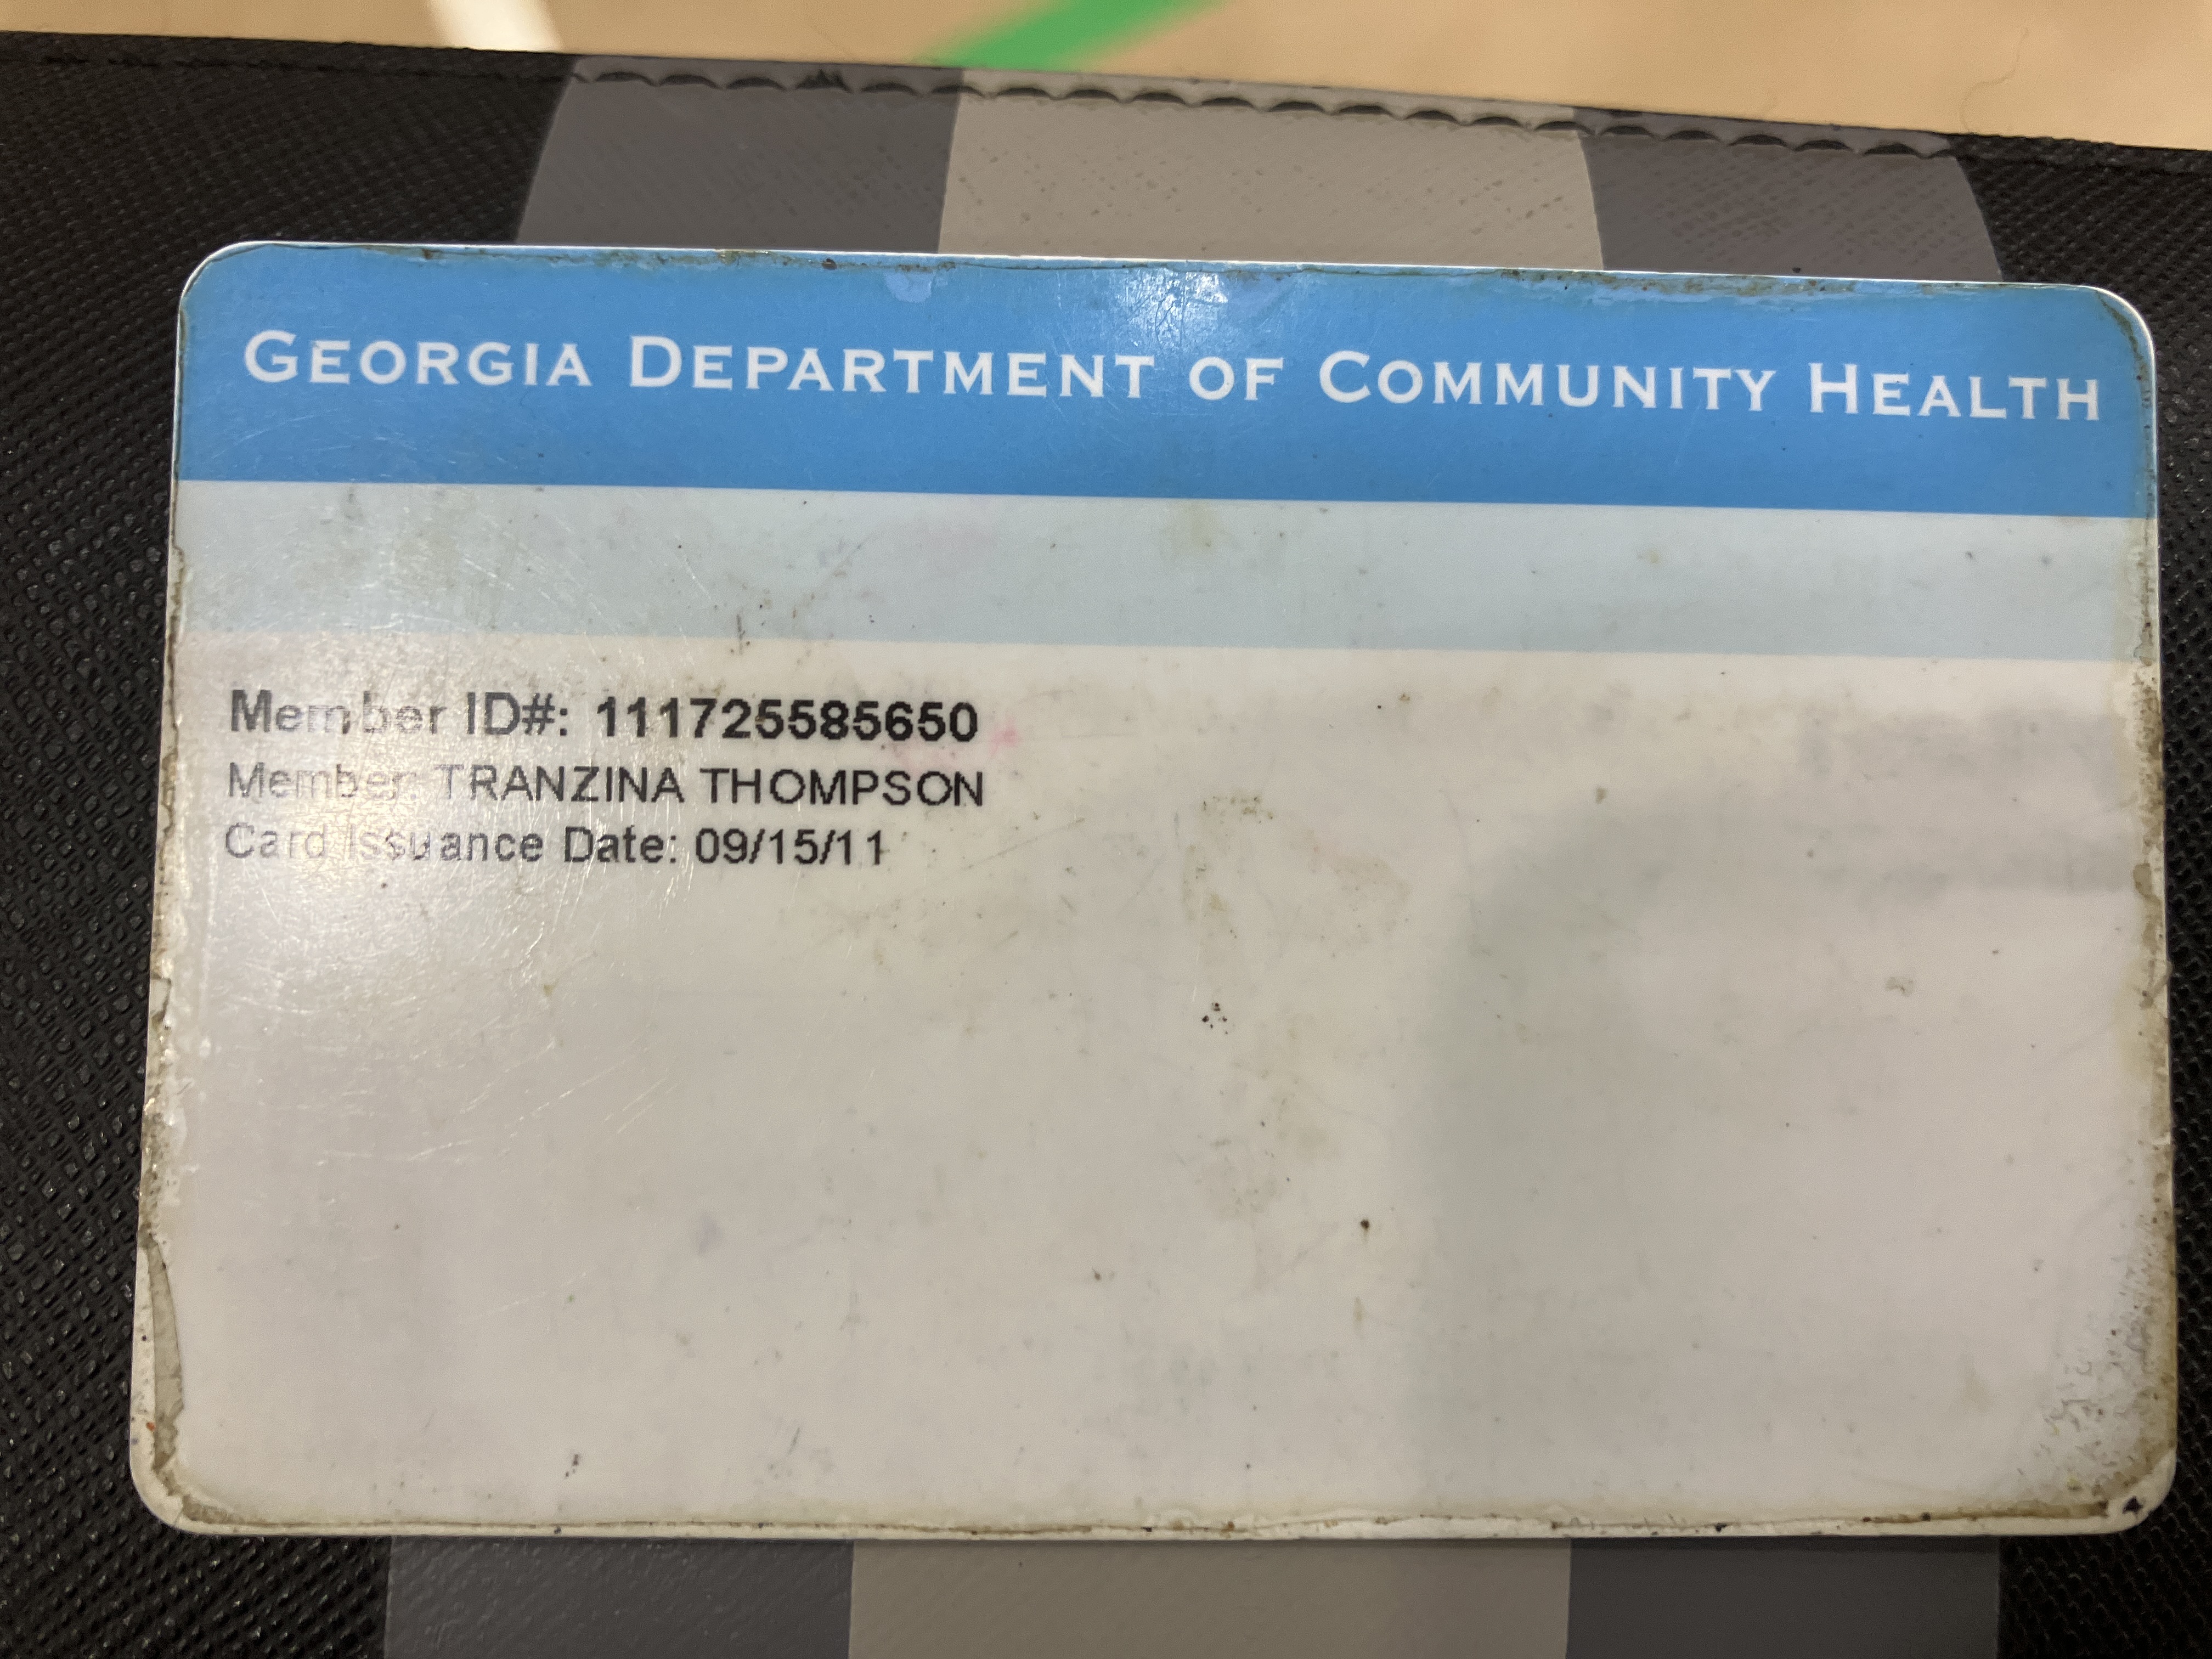 GEORGIA DEPARTMENT OF COMMUNITY HEALTH
Member ID#: 111725585650
Member: TRANZINA THOMPSON
Card Issuance Date: 09/15/11